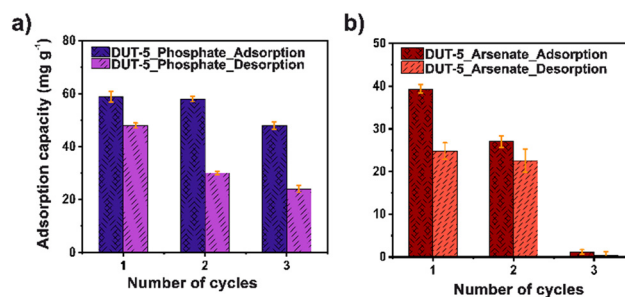 a)
Adsorption capacity (mg g⁻¹)
80
60
40
20
0
DUT-5_Phosphate_Adsorption
DUT-5_Phosphate_Desorption
1 2 3
Number of cycles
b)
50
40
30
20
10
0
DUT-5_Arsenate_Adsorption
DUT-5_Arsenate_Desorption
1 2 3
Number of cycles